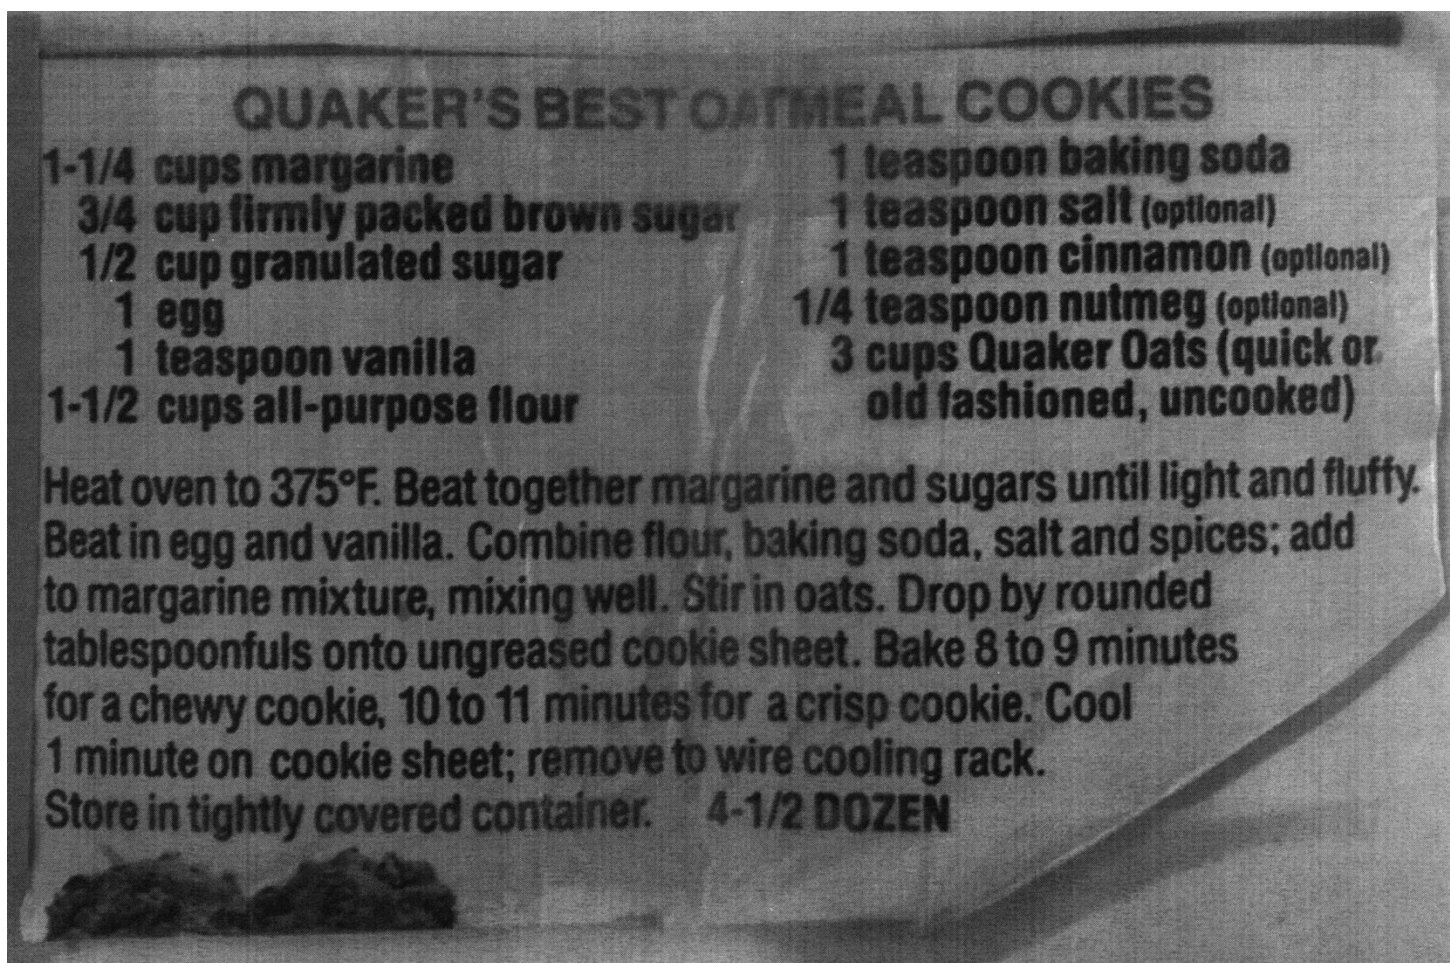 QUAKER'S BEST OATMEAL COOKIES
1-1/4 cups margarine
3/4 cup firmly packed brown sugar
1/2 cup granulated sugar
1 egg
1 teaspoon vanilla
1-1/2 cups all-purpose flour
1 teaspoon baking soda
1 teaspoon salt (optional)
1 teaspoon cinnamon (optional)
1/4 teaspoon nutmeg (optional)
3 cups Quaker Oats (quick or
old fashioned, uncooked)
Heat oven to 375°F. Beat together margarine and sugars until light and fluffy.
Beat in egg and vanilla. Combine flour, baking soda, salt and spices; add
to margarine mixture, mixing well. Stir in oats. Drop by rounded
tablespoonfuls onto ungreased cookie sheet. Bake 8 to 9 minutes
for a chewy cookie, 10 to 11 minutes for a crisp cookie. Cool
1 minute on cookie sheet; remove to wire cooling rack.
Store in tightly covered container. 4-1/2 DOZEN